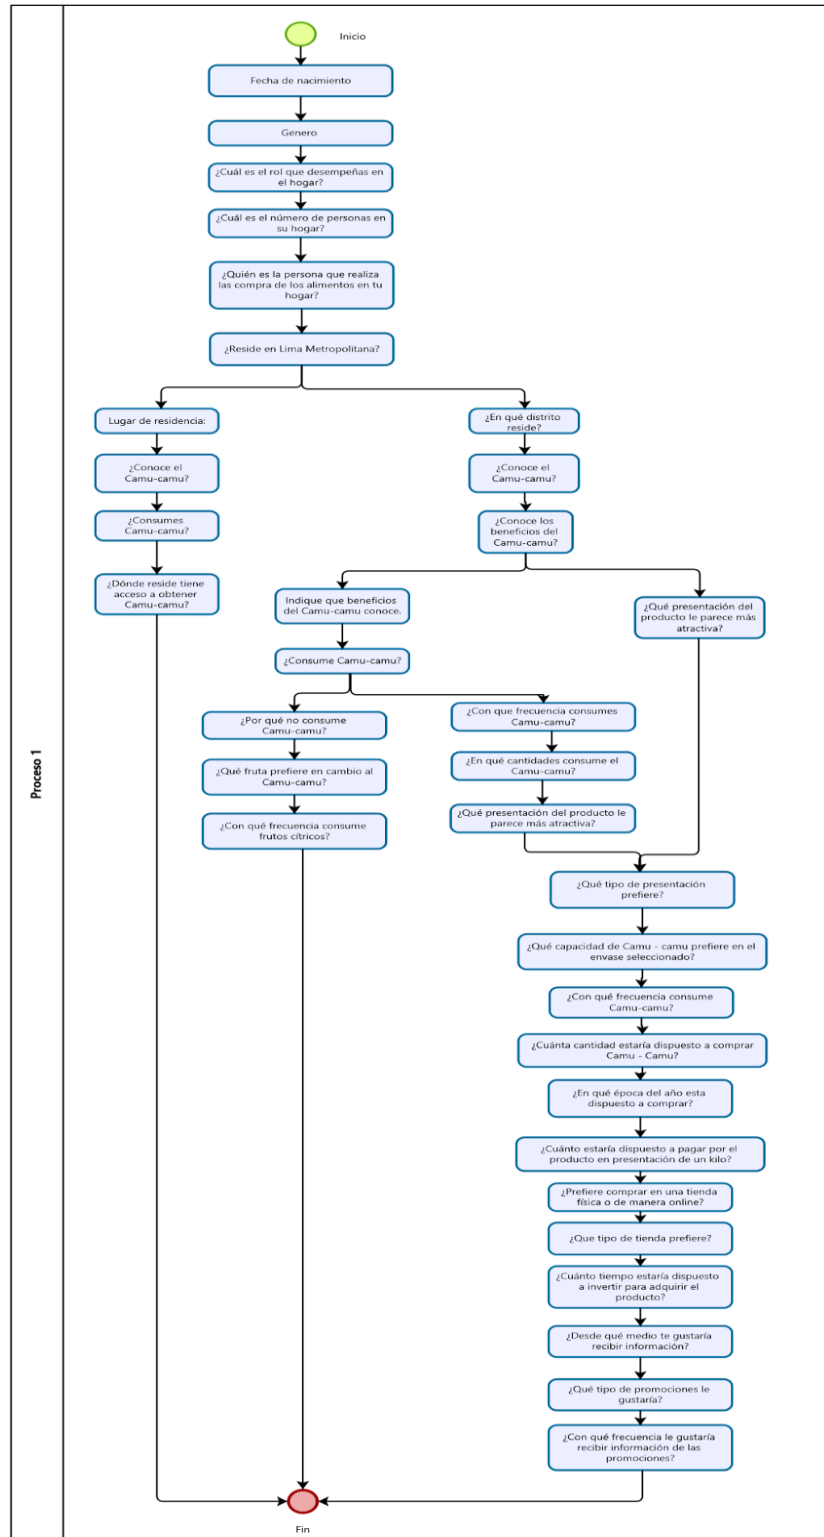 Inicio
Fecha de nacimiento
Genero
¿Cuál es el rol que desempeñas en
el hogar?
¿Cuál es el número de personas en
su hogar?
¿Quién es la persona que realiza
las compra de los alimentos en tu
hogar?
¿Reside en Lima Metropolitana?
Lugar de residencia:
¿Conoce el
Camu-camu?
¿Consumes
Camu-camu?
¿Dónde reside tiene
acceso a obtener
Camu-camu?
¿En qué distrito
reside?
¿Conoce el
Camu-camu?
¿Conoce los
beneficios del
Camu-camu?
Indique que beneficios
del Camu-camu conoce.
¿Consume Camu-camu?
¿Por qué no consume
Camu-camu?
¿Qué fruta prefiere en cambio al
Camu-camu?
¿Con qué frecuencia consume
frutos cítricos?
¿Con que frecuencia consumes
Camu-camu?
¿En qué cantidades consume el
Camu-camu?
¿Qué presentación del producto le
parece más atractiva?
¿Qué presentación del
producto le parece más
atractiva?
¿Qué tipo de presentación
prefiere?
¿Qué capacidad de Camu - camu prefiere en el
envase seleccionado?
¿Con qué frecuencia consume
Camu-camu?
¿Cuánta cantidad estaría dispuesto a comprar
Camu - Camu?
¿En qué época del año esta
dispuesto a comprar?
¿Cuánto estaría dispuesto a pagar por el
producto en presentación de un kilo?
¿Prefiere comprar en una tienda
física o de manera online?
¿Que tipo de tienda prefiere?
¿Cuánto tiempo estaría dispuesto
a invertir para adquirir el
producto?
¿Desde qué medio te gustaría
recibir información?
¿Qué tipo de promociones le
gustaría?
¿Con qué frecuencia le gustaría
recibir información de las
promociones?
Fin
Proceso 1